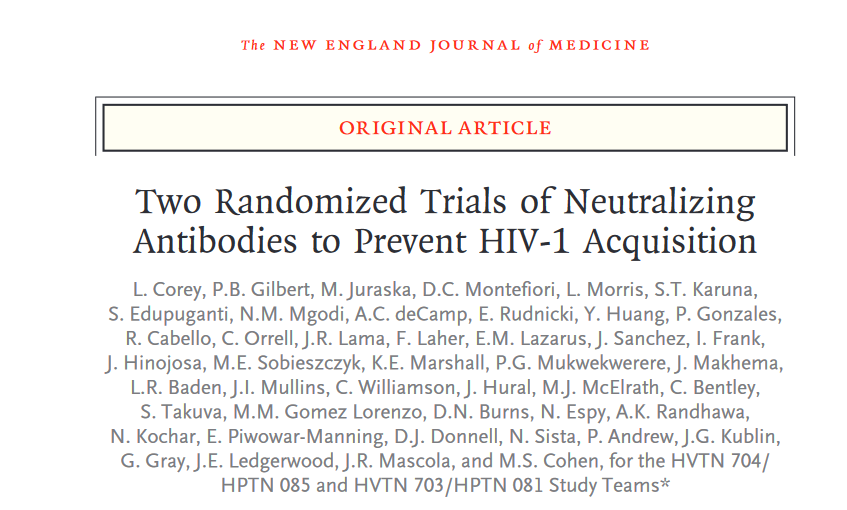 The NEW ENGLAND JOURNAL of MEDICINE
ORIGINAL ARTICLE
Two Randomized Trials of Neutralizing
Antibodies to Prevent HIV-1 Acquisition
L. Corey, P.B. Gilbert, M. Juraska, D.C. Montefiori, L. Morris, S.T. Karuna,
S. Edupuganti, N.M. Mgodi, A.C. deCamp, E. Rudnicki, Y. Huang, P. Gonzales,
R. Cabello, C. Orrell, J.R. Lama, F. Laher, E.M. Lazarus, J. Sanchez, I. Frank,
J. Hinojosa, M.E. Sobieszczyk, K.E. Marshall, P.G. Mukwekwerere, J. Makhema,
L.R. Baden, J.I. Mullins, C. Williamson, J. Hural, M.J. McElrath, C. Bentley,
S. Takuva, M.M. Gomez Lorenzo, D.N. Burns, N. Espy, A.K. Randhawa,
N. Kochar, E. Piwowar-Manning, D.J. Donnell, N. Sista, P. Andrew, J.G. Kublin,
G. Gray, J.E. Ledgerwood, J.R. Mascola, and M.S. Cohen, for the HVTN 704/
HPTN 085 and HVTN 703/HPTN 081 Study Teams*